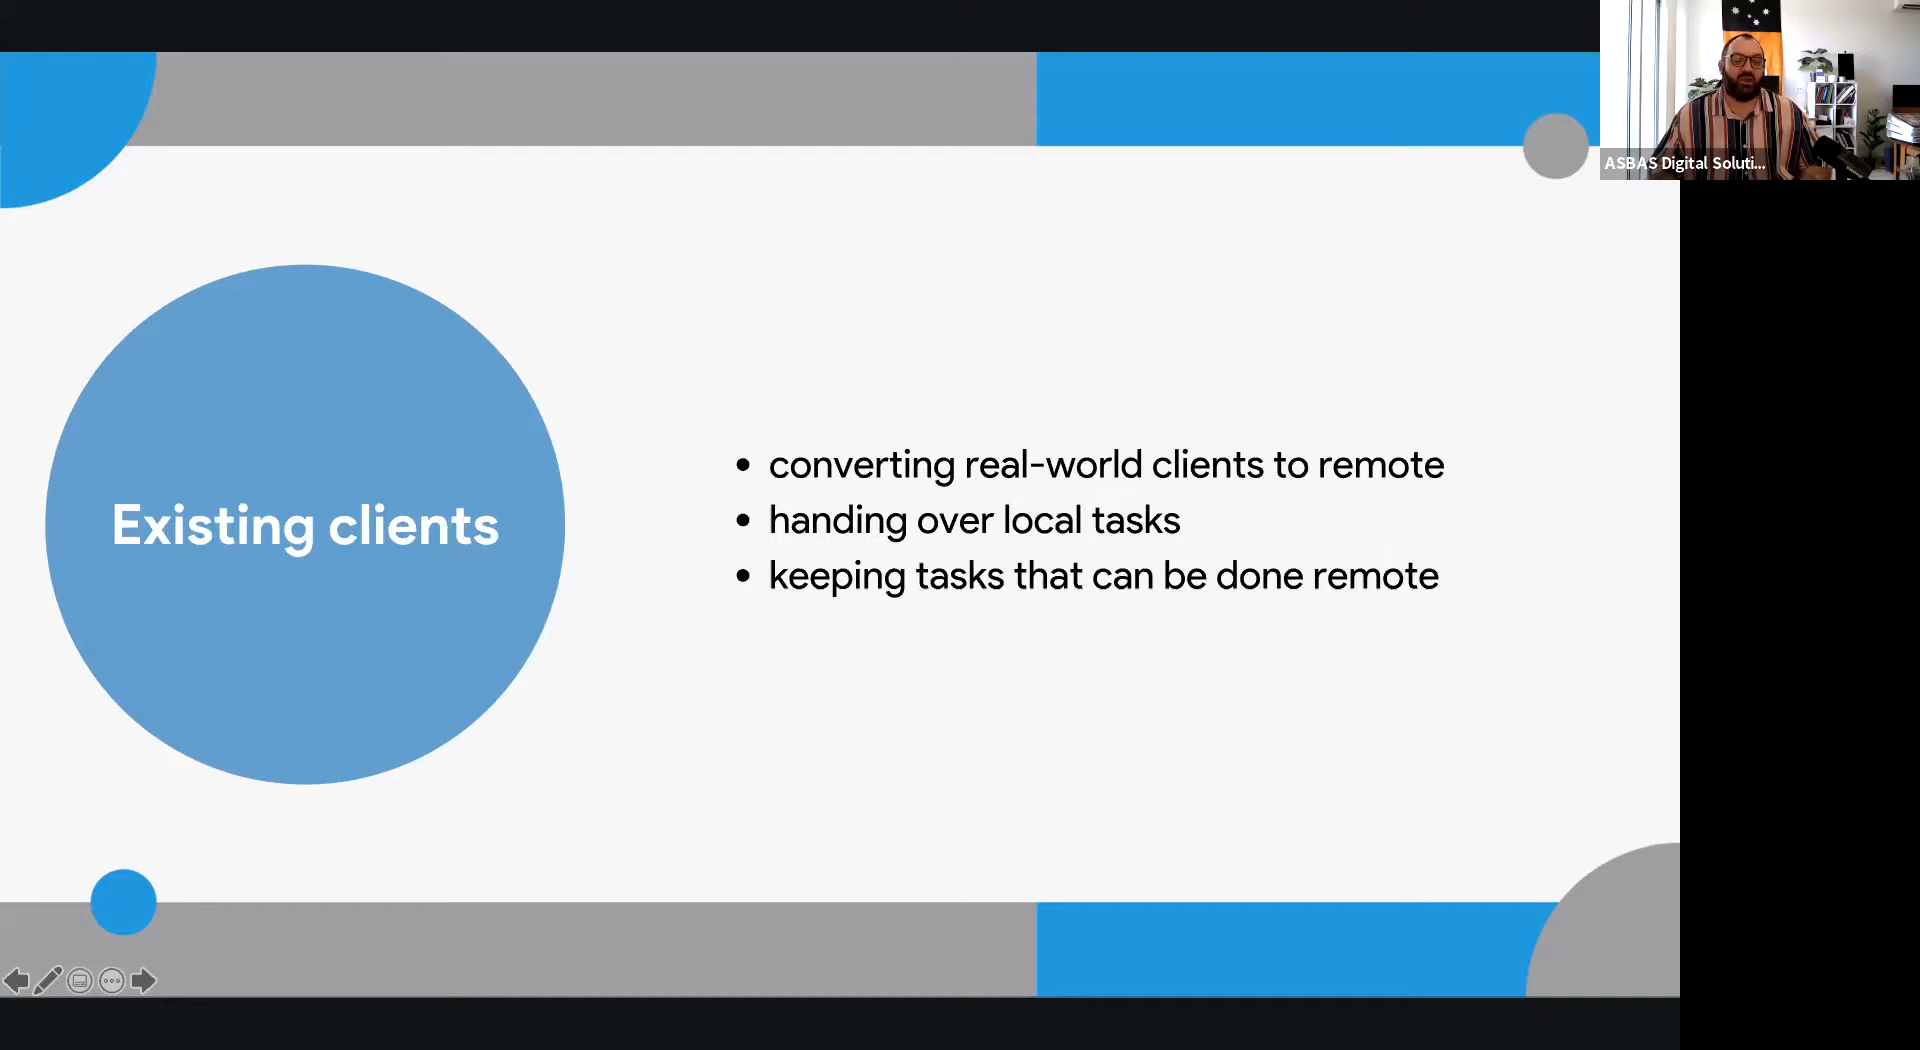 ASBAS Digital Soluti...
Existing clients
• converting real-world clients to remote
• handing over local tasks
• keeping tasks that can be done remote